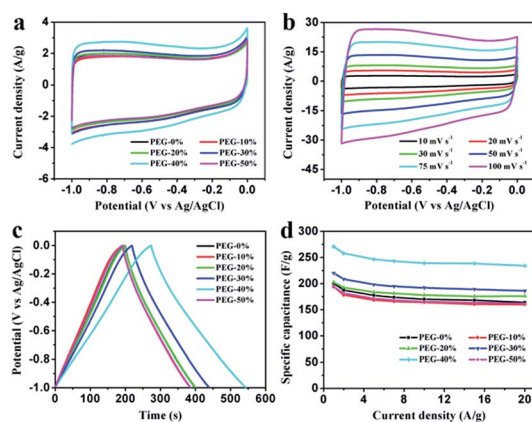 a
b
Current density (A/g)
4
2
0
-2
-4
-1.0 -0.8 -0.6 -0.4 -0.2 0.0
Potential (V vs Ag/AgCl)
PEG-0% PEG-10%
PEG-20% PEG-30%
PEG-40% PEG-50%
Current density (A/g)
30
15
0
-15
-30
-45
-1.0 -0.8 -0.6 -0.4 -0.2 0.0
Potential (V vs Ag/AgCl)
10 mV s⁻¹ 20 mV s⁻¹
30 mV s⁻¹ 50 mV s⁻¹
75 mV s⁻¹ 100 mV s⁻¹
c
d
Potential (V vs Ag/AgCl)
0.0
-0.2
-0.4
-0.6
-0.8
-1.0
0 100 200 300 400 500 600
Time (s)
PEG-0%
PEG-10%
PEG-20%
PEG-30%
PEG-40%
PEG-50%
Specific capacitance (F/g)
300
250
200
150
100
50
0
0 4 8 12 16 20
Current density (A/g)
PEG-0% PEG-10%
PEG-20% PEG-30%
PEG-40% PEG-50%